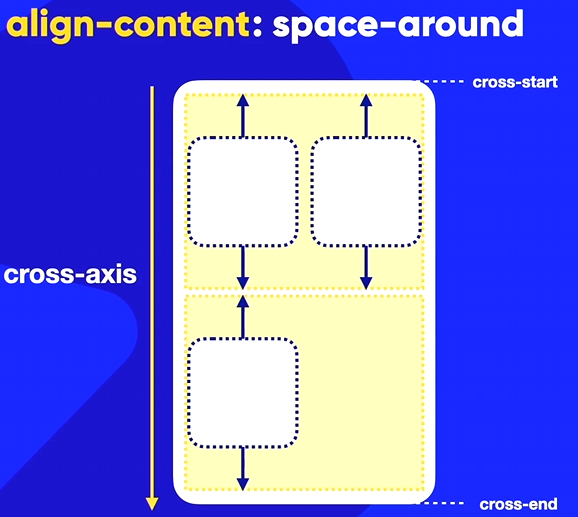 align-content: space-around
cross-start
cross-axis
cross-end